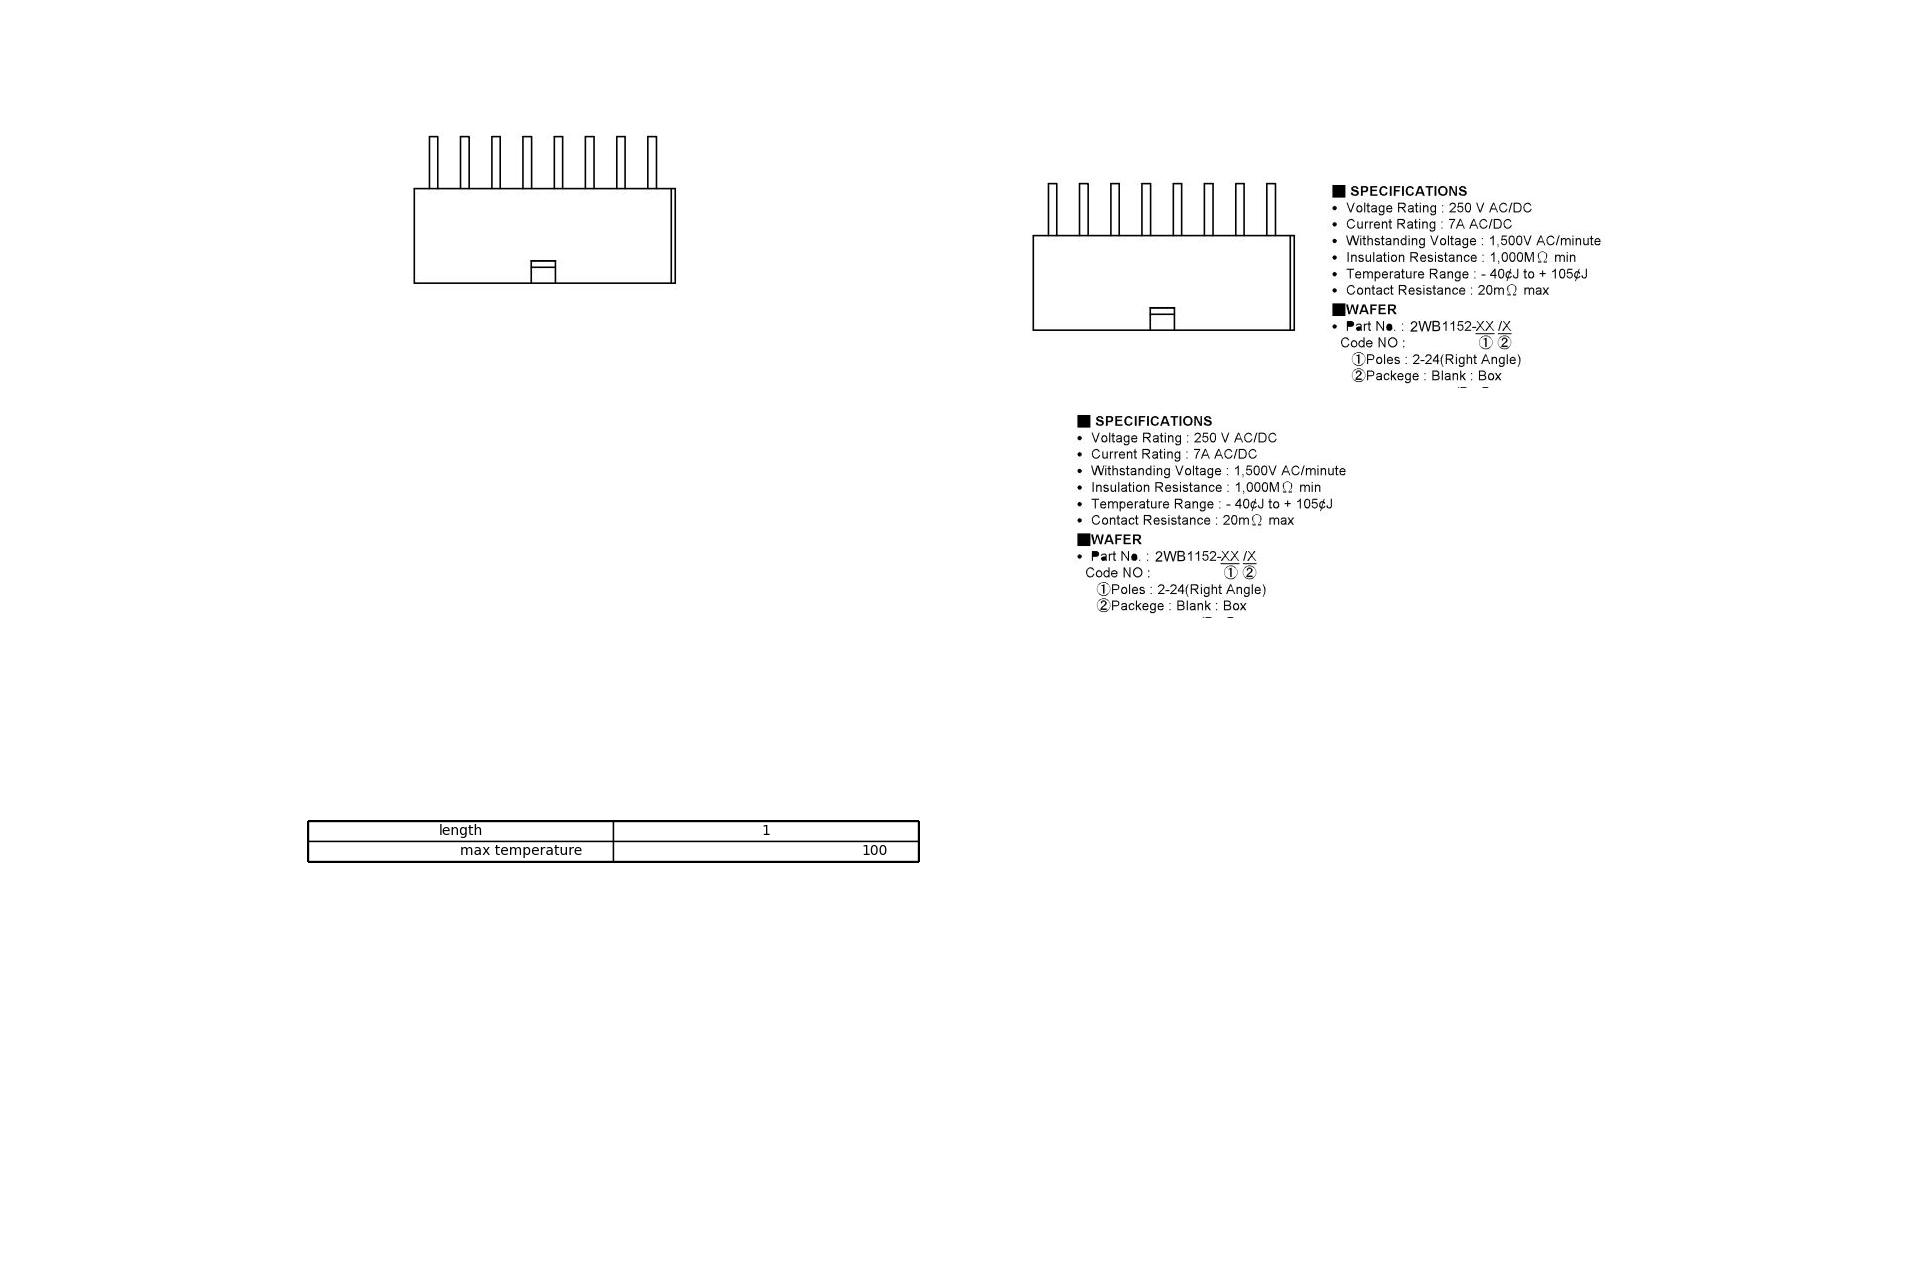 ■ SPECIFICATIONS
• Voltage Rating : 250 V AC/DC
• Current Rating : 7A AC/DC
• Withstanding Voltage : 1,500V AC/minute
• Insulation Resistance : 1,000MΩ min
• Temperature Range : - 40¢J to + 105¢J
• Contact Resistance : 20mΩ max
■WAFER
• Part No. : 2WB1152-XX /X
Code NO : ① ②
①Poles : 2-24(Right Angle)
②Packege : Blank : Box
■ SPECIFICATIONS
• Voltage Rating : 250 V AC/DC
• Current Rating : 7A AC/DC
• Withstanding Voltage : 1,500V AC/minute
• Insulation Resistance : 1,000MΩ min
• Temperature Range : - 40¢J to + 105¢J
• Contact Resistance : 20mΩ max
■WAFER
• Part No. : 2WB1152-XX /X
Code NO : ① ②
①Poles : 2-24(Right Angle)
②Packege : Blank : Box
length 1
max temperature 100